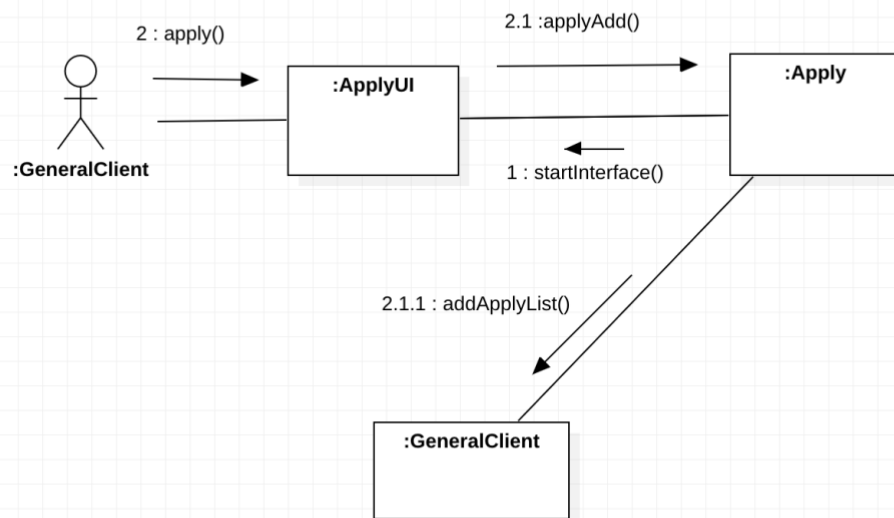 2.1 :applyAdd()
2 : apply()
:ApplyUI
:Apply
:GeneralClient
1 : startInterface()
2.1.1 : addApplyList()
:GeneralClient